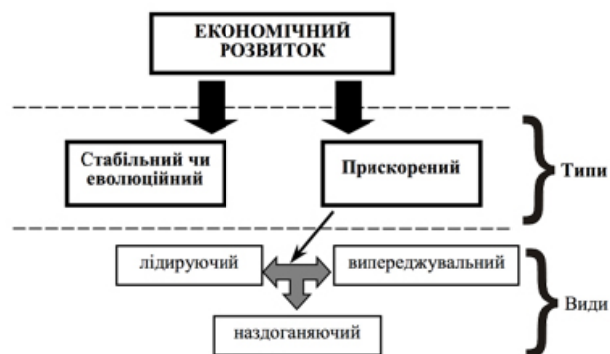 ЕКОНОМІЧНИЙ
РОЗВИТОК
Стабільний чи
еволюційний
Прискорений
Типи
лідируючий
випереджувальний
наздоганяючий
Види